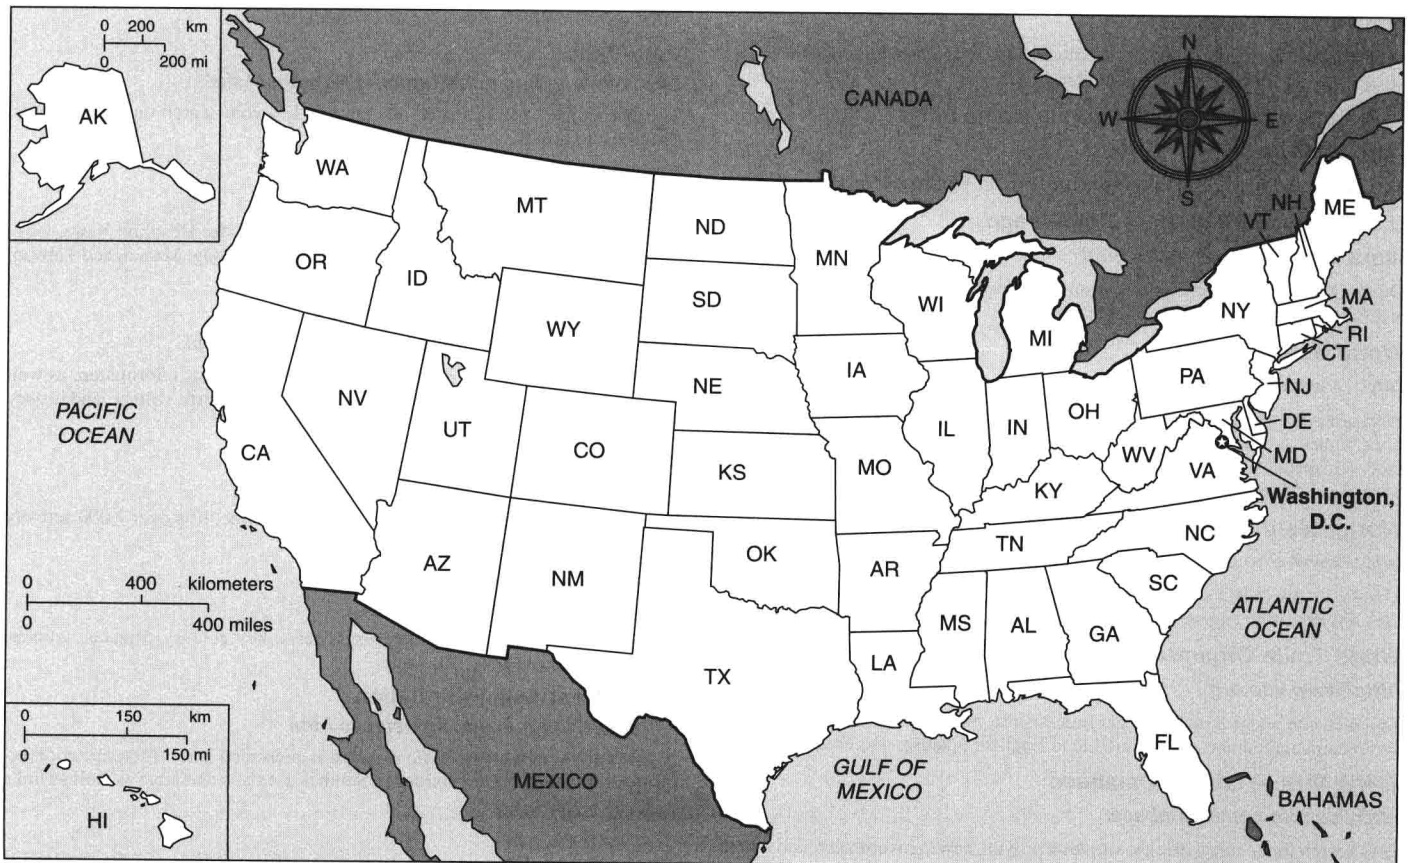 0 200 km
0 200 mi
AK
CANADA
N
W
E
S
WA
MT
ND
MN
OR
ID
SD
WI
MI
NH
VT
ME
WY
NY
MA
RI
CT
NV
UT
NE
IA
PA
NJ
PACIFIC
OCEAN
CA
CO
IL
IN
OH
DE
KS
MO
WV
VA
MD
KY
Washington,
D.C.
AZ
NM
OK
AR
TN
NC
0 400 kilometers
0 400 miles
SC
ATLANTIC
OCEAN
MS
AL
GA
LA
TX
0 150 km
0 150 mi
FL
MEXICO
GULF OF
MEXICO
HI
BAHAMAS